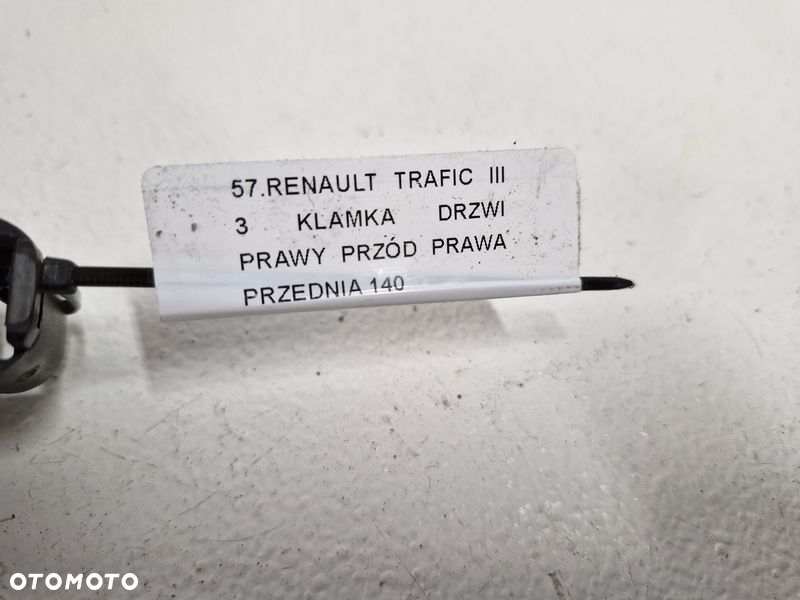 57.RENAULT TRAFIC III
3 KLAMKA DRZWI
PRAWY PRZÓD PRAWA
PRZEDNIA 140
OTOMOTO